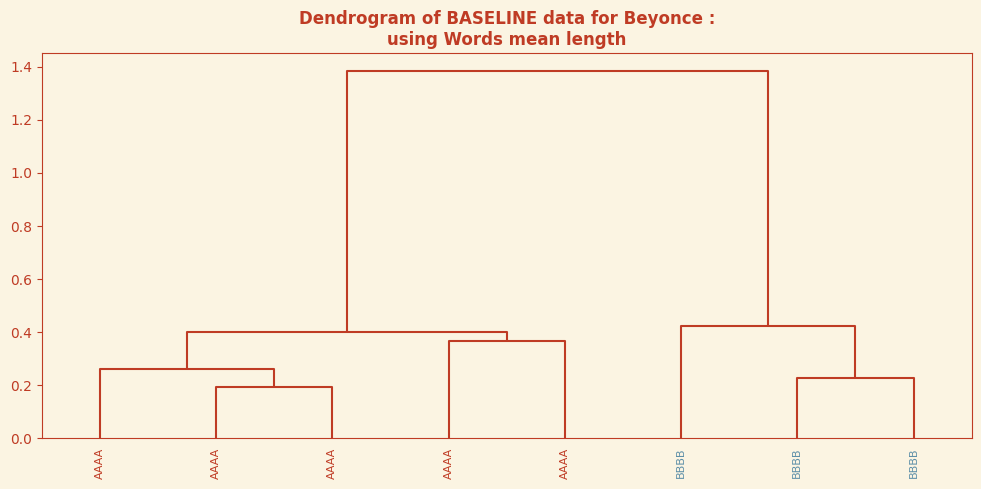 Dendrogram of BASELINE data for Beyonce :
using Words mean length
1.4
1.2
1.0
0.8
0.6
0.4
0.2
0.0
AAAA
AAAA
AAAA
AAAA
AAAA
BBBB
BBBB
BBBB